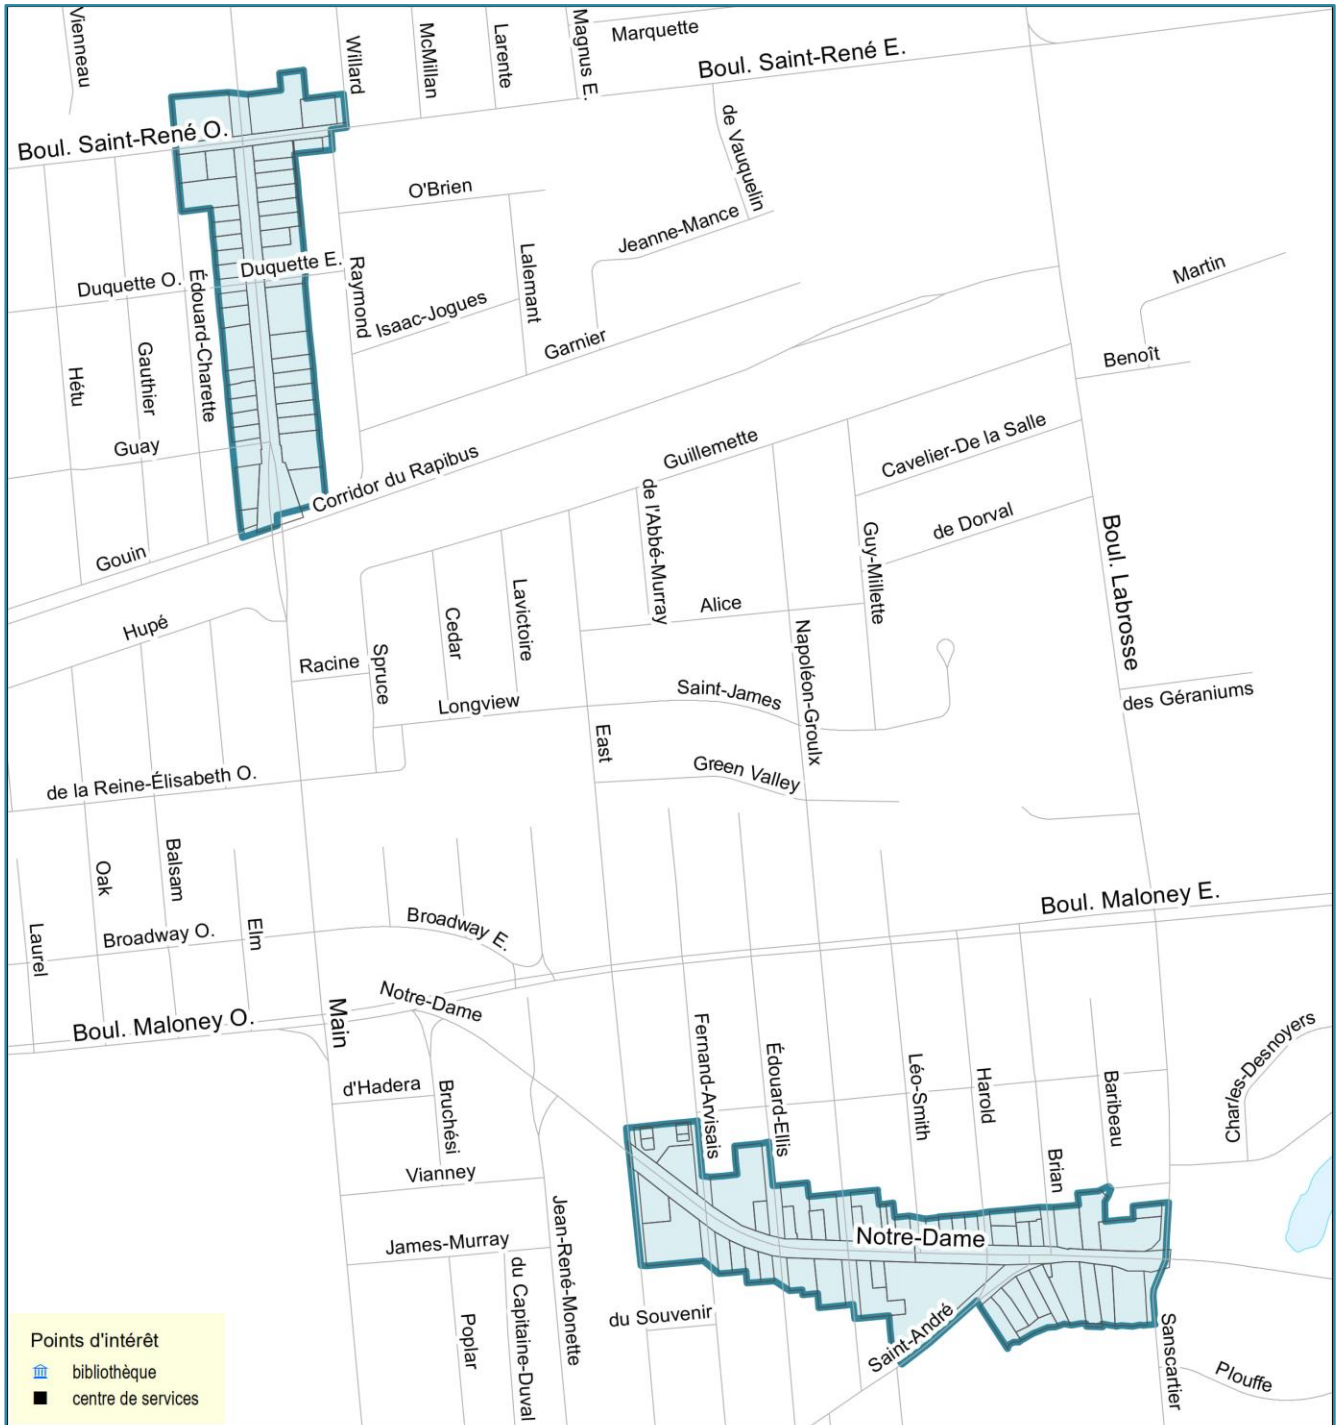 Vienneau
Willard
McMillan
Larente
Magnus E.
Marquette
Boul. Saint-René E.
Boul. Saint-René O.
de Vauquelin
O'Brien
Jeanne-Mance
Lalemant
Duquette E.
Duquette O.
Édouard-Charette
Raymond
Isaac-Jogues
Martin
Garnier
Benoît
Gauthier
Hétu
Guay
Corridor du Rapibus
Guillemette
Cavelier-De la Salle
de l'Abbé-Murray
de Dorval
Guy-Millette
Boul. Labrosse
Gouin
Alice
Lavictoire
Cedar
Hupé
Napoléon-Groulx
Racine
Spruce
Longview
Saint-James
des Géraniums
East
Green Valley
de la Reine-Élisabeth O.
Balsam
Oak
Boul. Maloney E.
Broadway E.
Elm
Broadway O.
Laurel
Notre-Dame
Main
Boul. Maloney O.
Fernand-Arvisais
Édouard-Ellis
Léo-Smith
Harold
Baribeau
Charles-Desnoyers
d'Hadera
Bruchési
Brian
Vianney
Jean-René-Monette
Notre-Dame
James-Murray
du Capitaine-Duval
du Souvenir
Poplar
Saint-André
Sanscartier
Plouffe
Points d'intérêt
bibliothèque
centre de services